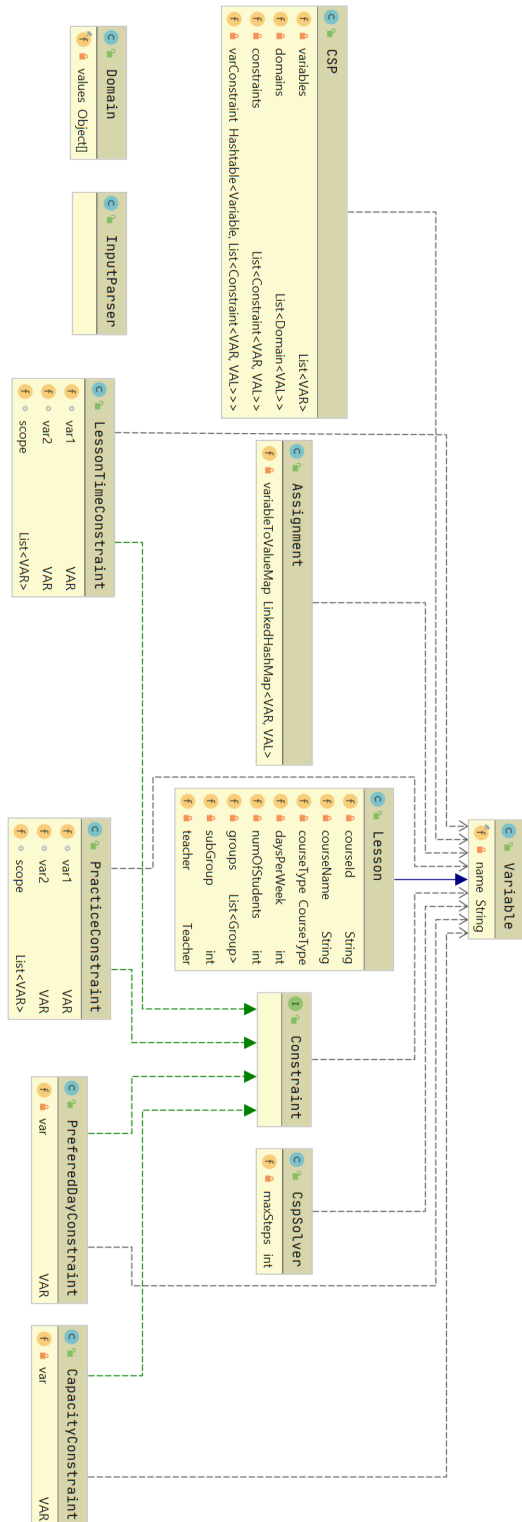 Variable
name String
CSP
variables List<VAR>
domains List<Domain<VAL>>
constraints List<Constraint<VAR, VAL>>
varConstraint Hashtable<Variable, List<Constraint<VAR, VAL>>>
Assignment
variableToValueMap LinkedHashMap<VAR, VAL>
Lesson
courseId String
courseName String
courseType CourseType
daysPerWeek int
numOfStudents int
groups List<Group>
subGroup int
teacher Teacher
Constraint
CspSolver
maxSteps int
Domain
values Object[]
InputParser
LessonTimeConstraint
var1 VAR
var2 VAR
scope List<VAR>
PracticeConstraint
var1 VAR
var2 VAR
scope List<VAR>
PreferedDayConstraint
var VAR
CapacityConstraint
var VAR